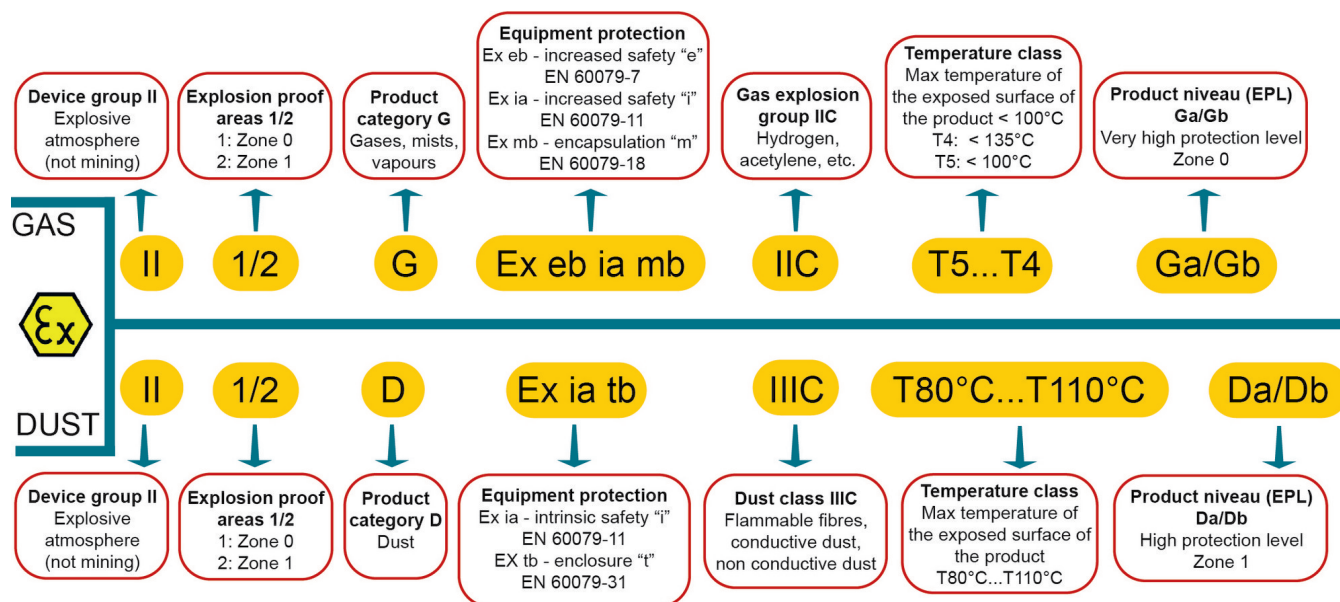 Device group II
Explosive
atmosphere
(not mining)
Explosion proof
areas 1/2
1: Zone 0
2: Zone 1
Product
category G
Gases, mists,
vapours
Equipment protection
Ex eb - increased safety “e”
EN 60079-7
Ex ia - increased safety “i”
EN 60079-11
Ex mb - encapsulation “m”
EN 60079-18
Gas explosion
group IIC
Hydrogen,
acetylene, etc.
Temperature class
Max temperature of
the exposed surface of
the product < 100°C
T4: < 135°C
T5: < 100°C
Product niveau (EPL)
Ga/Gb
Very high protection level
Zone 0
GAS
II
1/2
G
Ex eb ia mb
IIC
T5...T4
Ga/Gb
Ex
DUST
II
1/2
D
Ex ia tb
IIIC
T80°C...T110°C
Da/Db
Device group II
Explosive
atmosphere
(not mining)
Explosion proof
areas 1/2
1: Zone 0
2: Zone 1
Product
category D
Dust
Equipment protection
Ex ia - intrinsic safety “i”
EN 60079-11
EX tb - enclosure “t”
EN 60079-31
Dust class IIIC
Flammable fibres,
conductive dust,
non conductive dust
Temperature class
Max temperature of
the exposed surface of
the product
T80°C...T110°C
Product niveau (EPL)
Da/Db
High protection level
Zone 1